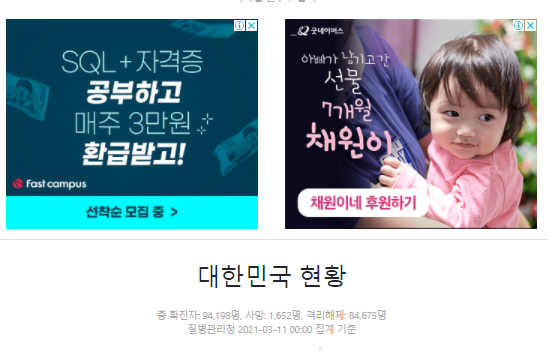 SQL + 자격증
공부하고
매주 3만원
환급받고!
Fast campus
선착순 모집 중 >
굿네이버스
아빠가 남기고 간
선물
7개월
채원이
채원이네 후원하기
대한민국 현황
총 확진자: 94,198명, 사망: 1,652명, 격리해제: 84,675명
질병관리청 2021-03-11 00:00 집계 기준